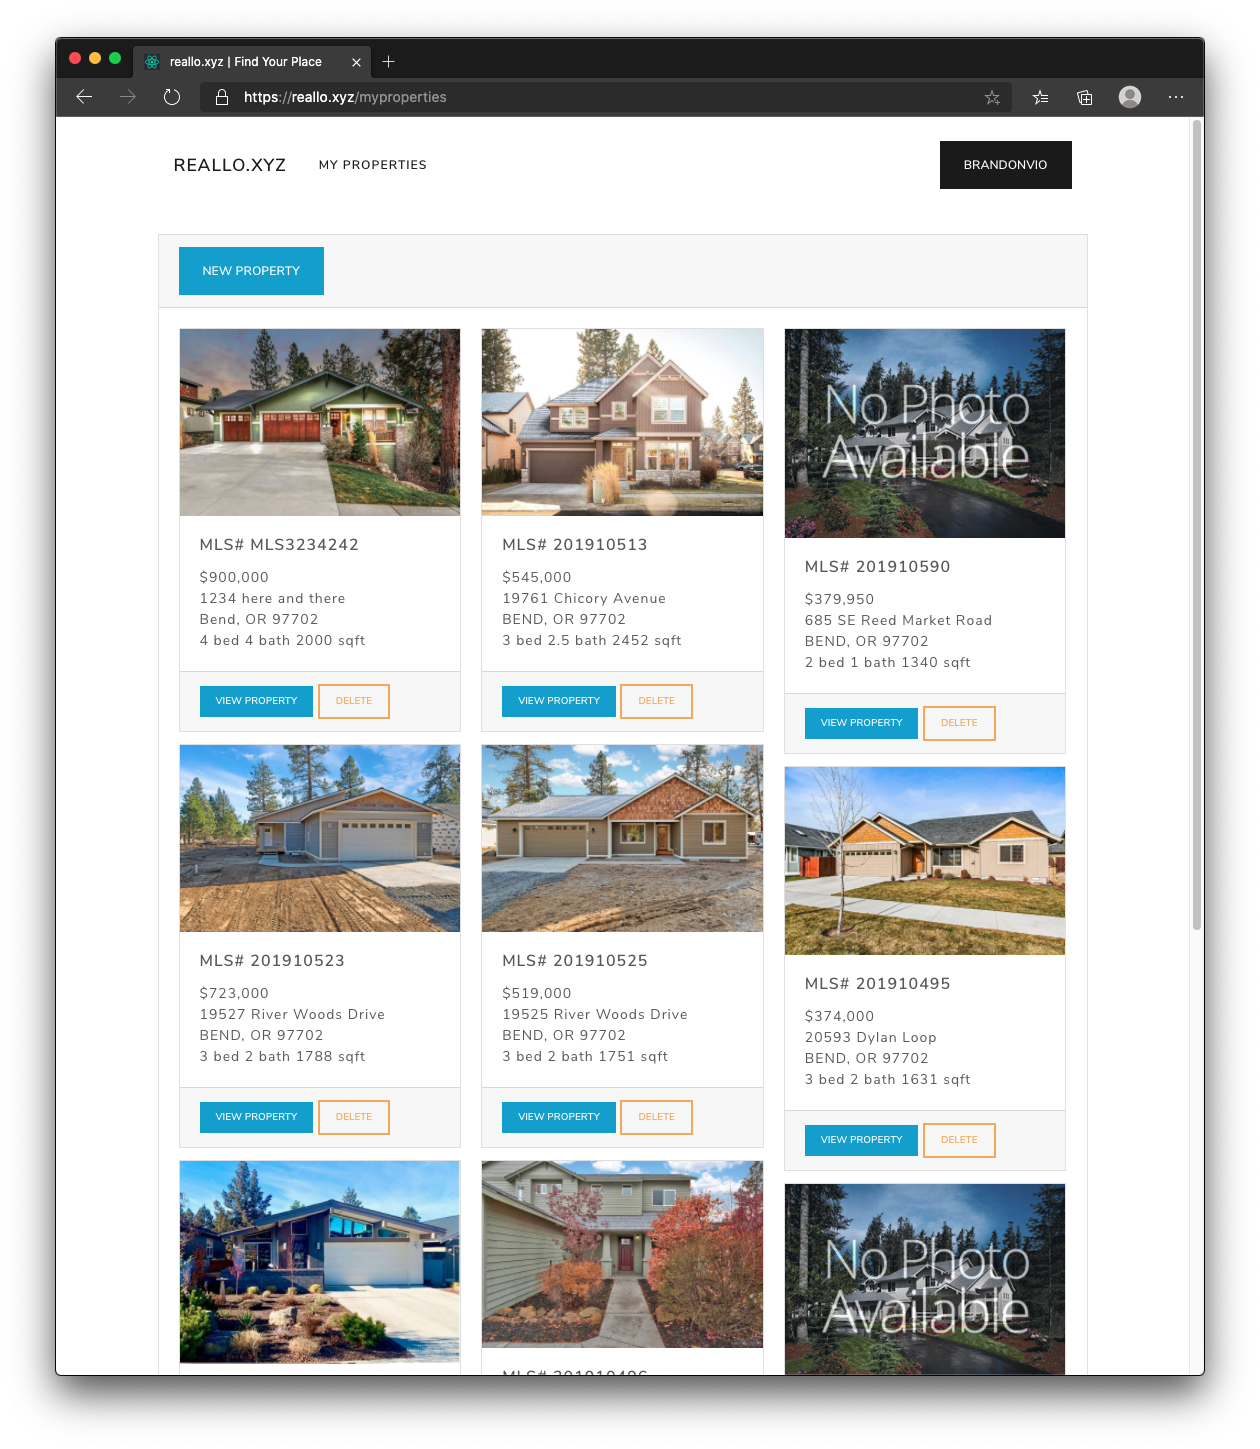 reallo.xyz | Find Your Place
https://reallo.xyz/myproperties
REALLO.XYZ
MY PROPERTIES
BRANDONVIO
NEW PROPERTY
MLS# MLS3234242
$900,000
1234 here and there
Bend, OR 97702
4 bed 4 bath 2000 sqft
VIEW PROPERTY
DELETE
MLS# 201910513
$545,000
19761 Chicory Avenue
BEND, OR 97702
3 bed 2.5 bath 2452 sqft
VIEW PROPERTY
DELETE
No Photo
Available
MLS# 201910590
$379,950
685 SE Reed Market Road
BEND, OR 97702
2 bed 1 bath 1340 sqft
VIEW PROPERTY
DELETE
MLS# 201910523
$723,000
19527 River Woods Drive
BEND, OR 97702
3 bed 2 bath 1788 sqft
VIEW PROPERTY
DELETE
MLS# 201910525
$519,000
19525 River Woods Drive
BEND, OR 97702
3 bed 2 bath 1751 sqft
VIEW PROPERTY
DELETE
MLS# 201910495
$374,000
20593 Dylan Loop
BEND, OR 97702
3 bed 2 bath 1631 sqft
VIEW PROPERTY
DELETE
MLS#
No Photo
Available